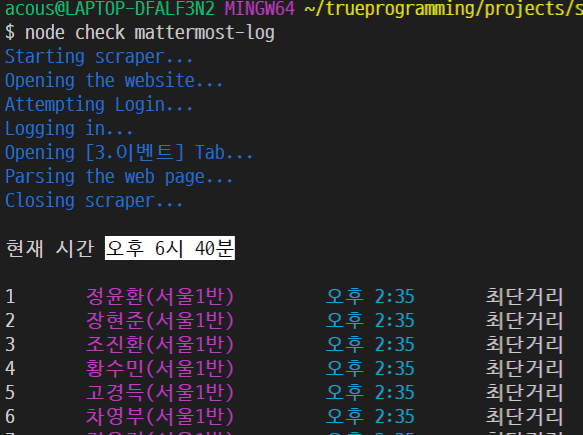 acous@LAPTOP-DFALF3N2 MINGW64 ~/trueprogramming/projects/s
$ node check mattermost-log
Starting scraper...
Opening the website...
Attempting Login...
Logging in...
Opening [3.이벤트] Tab...
Parsing the web page...
Closing scraper...
현재 시간 오후 6시 40분
1 정윤환(서울1반) 오후 2:35 최단거리
2 장현준(서울1반) 오후 2:35 최단거리
3 조진환(서울1반) 오후 2:35 최단거리
4 황수민(서울1반) 오후 2:35 최단거리
5 고경득(서울1반) 오후 2:35 최단거리
6 차영부(서울1반) 오후 2:35 최단거리